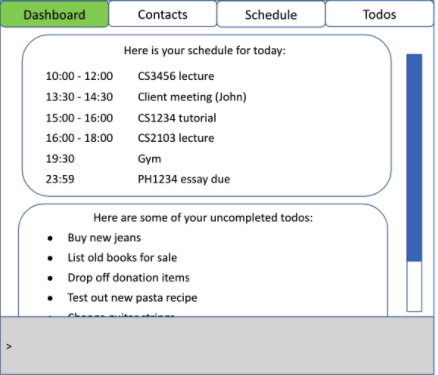 Dashboard Contacts Schedule Todos
Here is your schedule for today:
10:00 - 12:00 CS3456 lecture
13:30 - 14:30 Client meeting (John)
15:00 - 16:00 CS1234 tutorial
16:00 - 18:00 CS2103 lecture
19:30 Gym
23:59 PH1234 essay due
Here are some of your uncompleted todos:
● Buy new jeans
● List old books for sale
● Drop off donation items
● Test out new pasta recipe
>